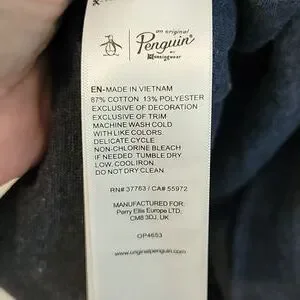 an original
Penguin
BY
Munsingwear
EN-MADE IN VIETNAM
87% COTTON 13% POLYESTER
EXCLUSIVE OF DECORATION
EXCLUSIVE OF TRIM
MACHINE WASH COLD
WITH LIKE COLORS.
DELICATE CYCLE
NON-CHLORINE BLEACH
IF NEEDED. TUMBLE DRY
LOW, COOL IRON.
DO NOT DRY CLEAN.
RN# 37763 / CA# 55972
MANUFACTURED FOR:
Perry Ellis Europe LTD,
CM8 3DJ, UK
OP4653
www.originalpenguin.com